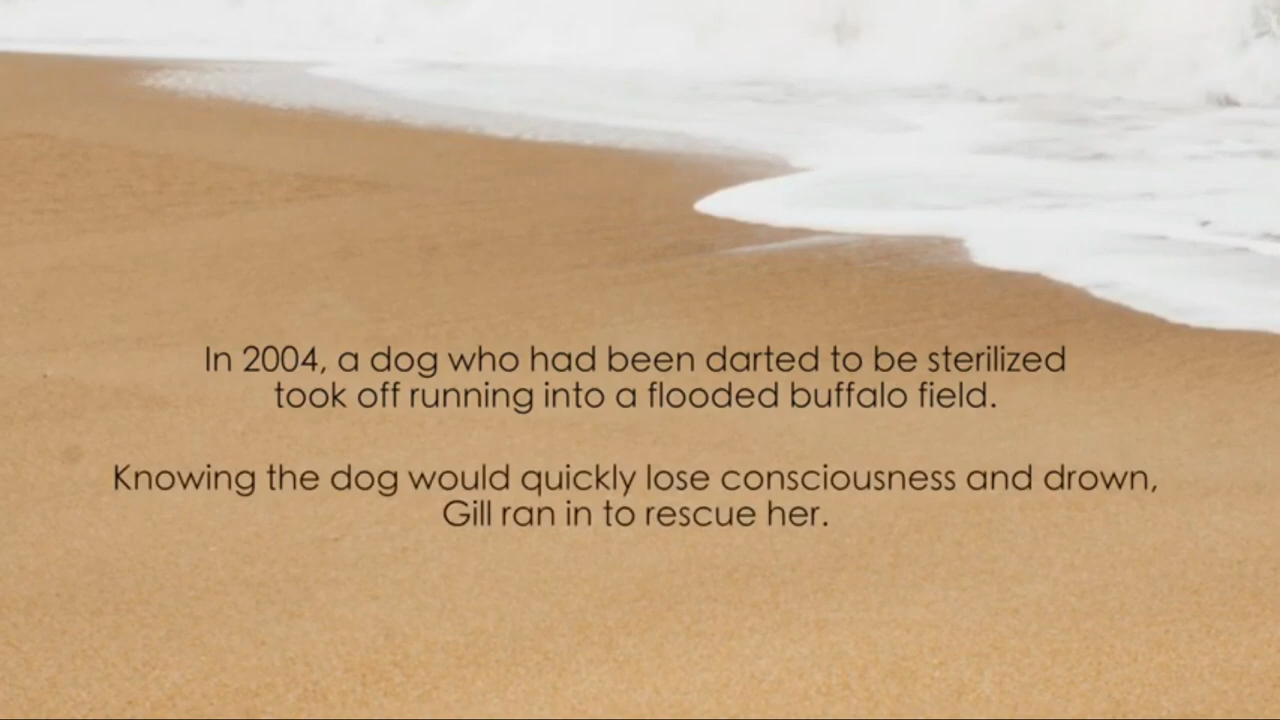 In 2004, a dog who had been darted to be sterilized
took off running into a flooded buffalo field.
Knowing the dog would quickly lose consciousness and drown,
Gill ran in to rescue her.